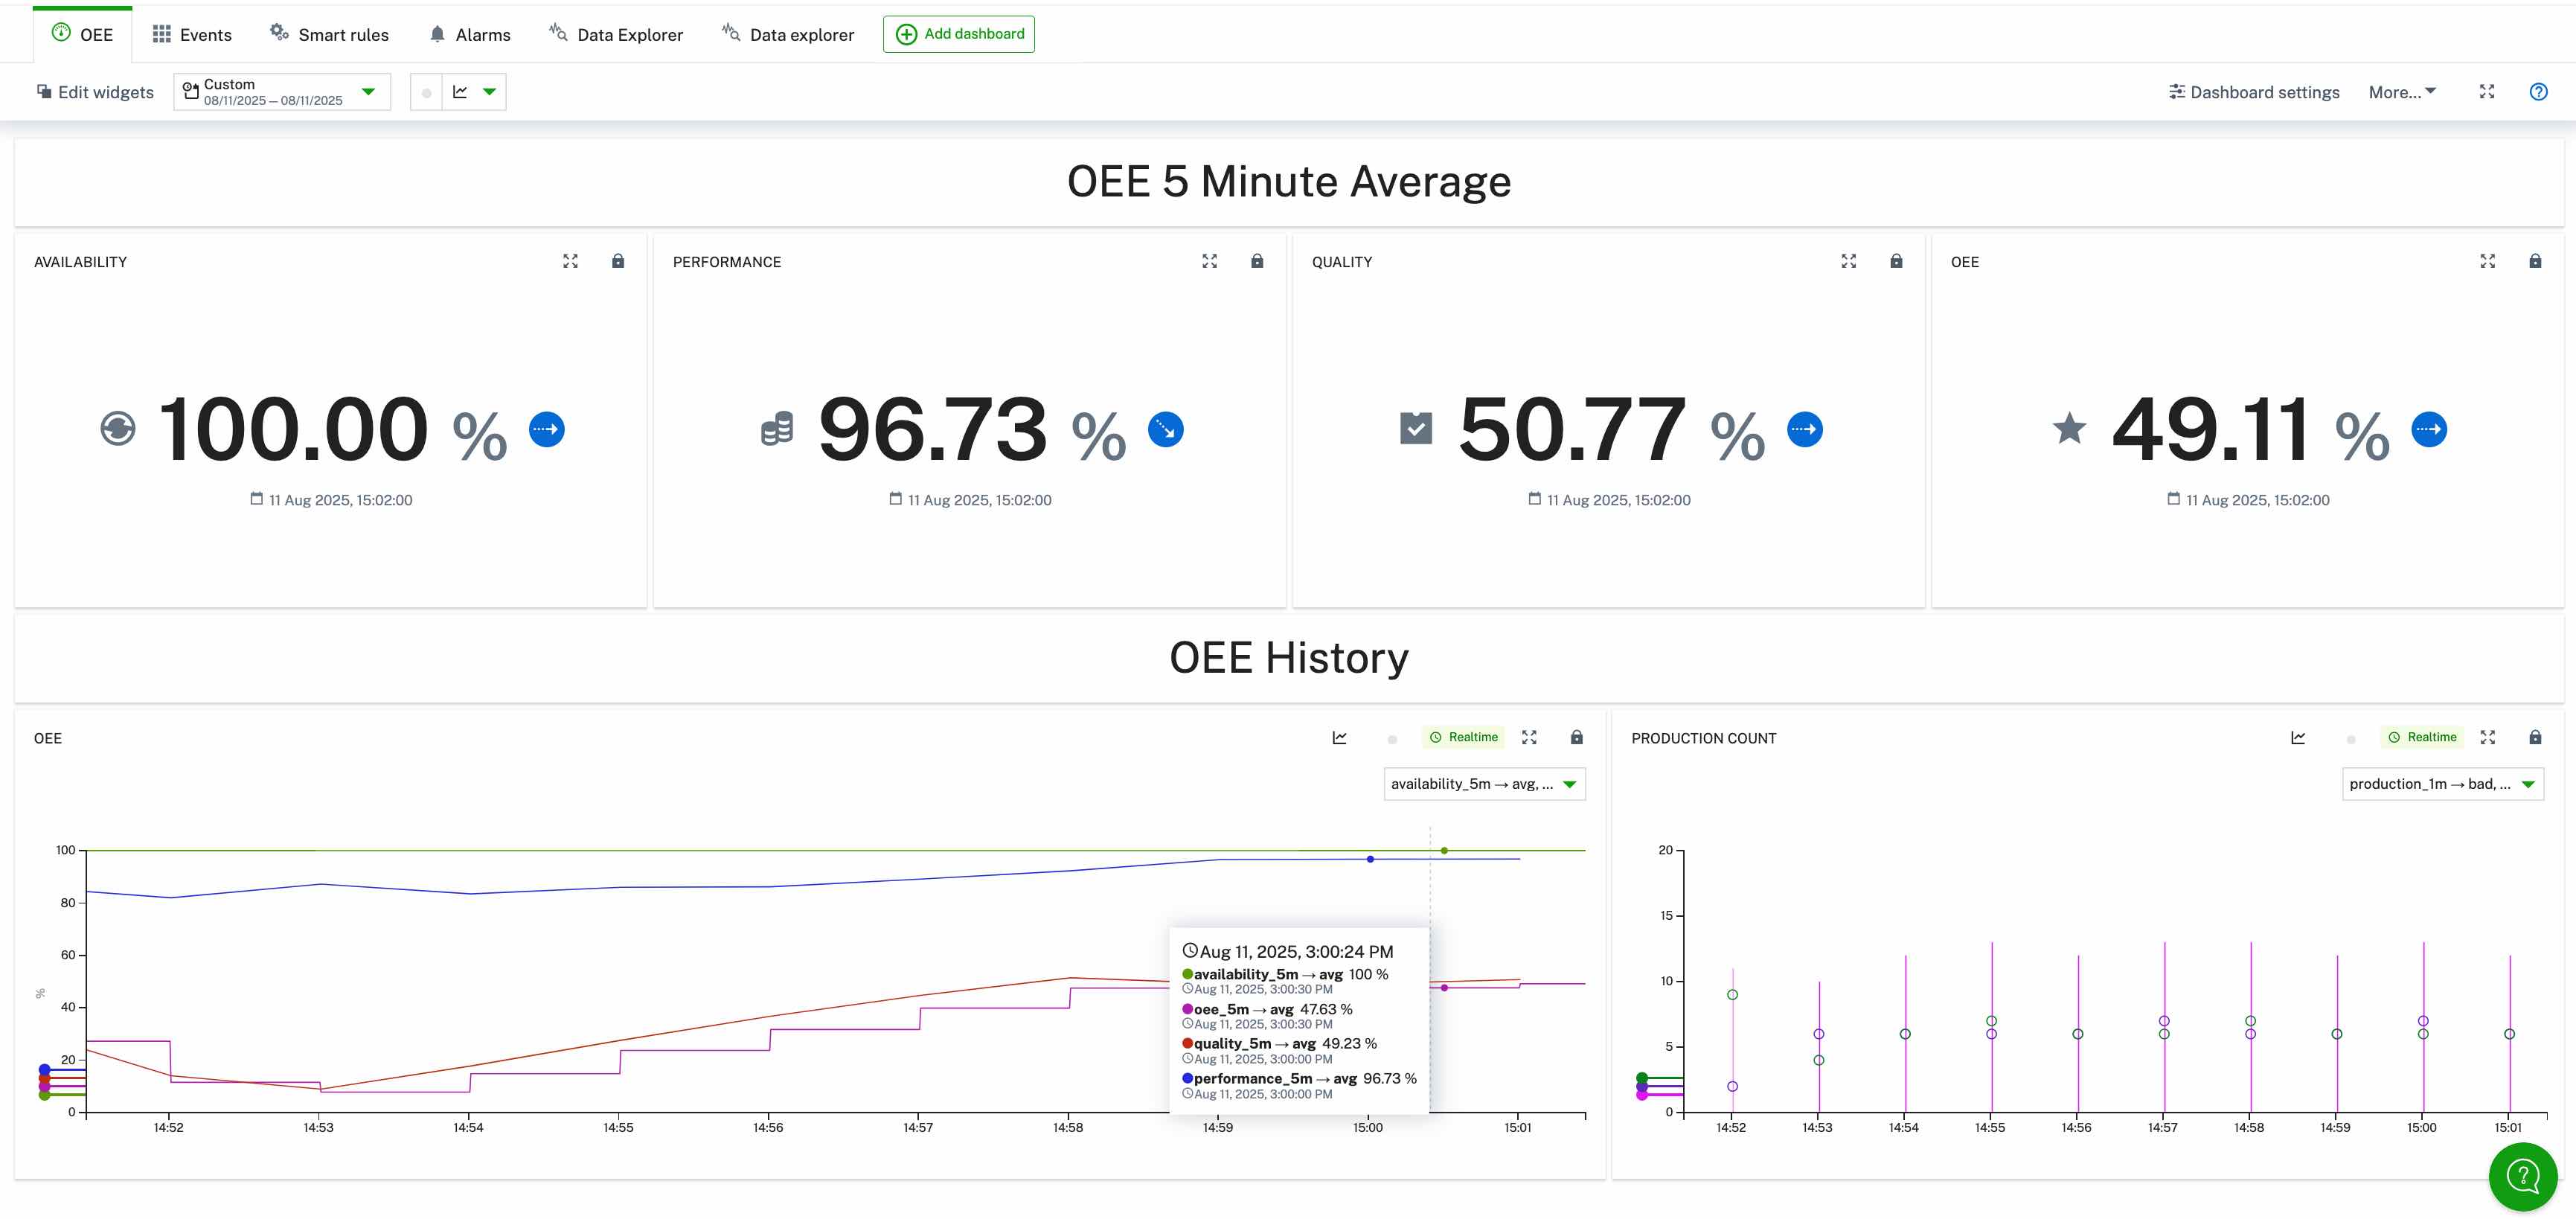 OEE Events Smart rules Alarms Data Explorer Data explorer Add dashboard
Edit widgets Custom Dashboard settings More...
08/11/2025 — 08/11/2025
OEE 5 Minute Average
AVAILABILITY PERFORMANCE QUALITY OEE
100.00 % 96.73 % 50.77 % 49.11 %
11 Aug 2025, 15:02:00 11 Aug 2025, 15:02:00 11 Aug 2025, 15:02:00 11 Aug 2025, 15:02:00
OEE History
OEE Realtime
availability_5m → avg, ...
100
80
60
40
20
0
%
14:52 14:53 14:54 14:55 14:56 14:57 14:58 14:59 15:00 15:01
Aug 11, 2025, 3:00:24 PM
availability_5m → avg 100 %
Aug 11, 2025, 3:00:30 PM
oee_5m → avg 47.63 %
Aug 11, 2025, 3:00:30 PM
quality_5m → avg 49.23 %
Aug 11, 2025, 3:00:00 PM
performance_5m → avg 96.73 %
Aug 11, 2025, 3:00:00 PM
PRODUCTION COUNT Realtime
production_1m → bad, ...
20
15
10
5
0
14:52 14:53 14:54 14:55 14:56 14:57 14:58 14:59 15:00 15:01